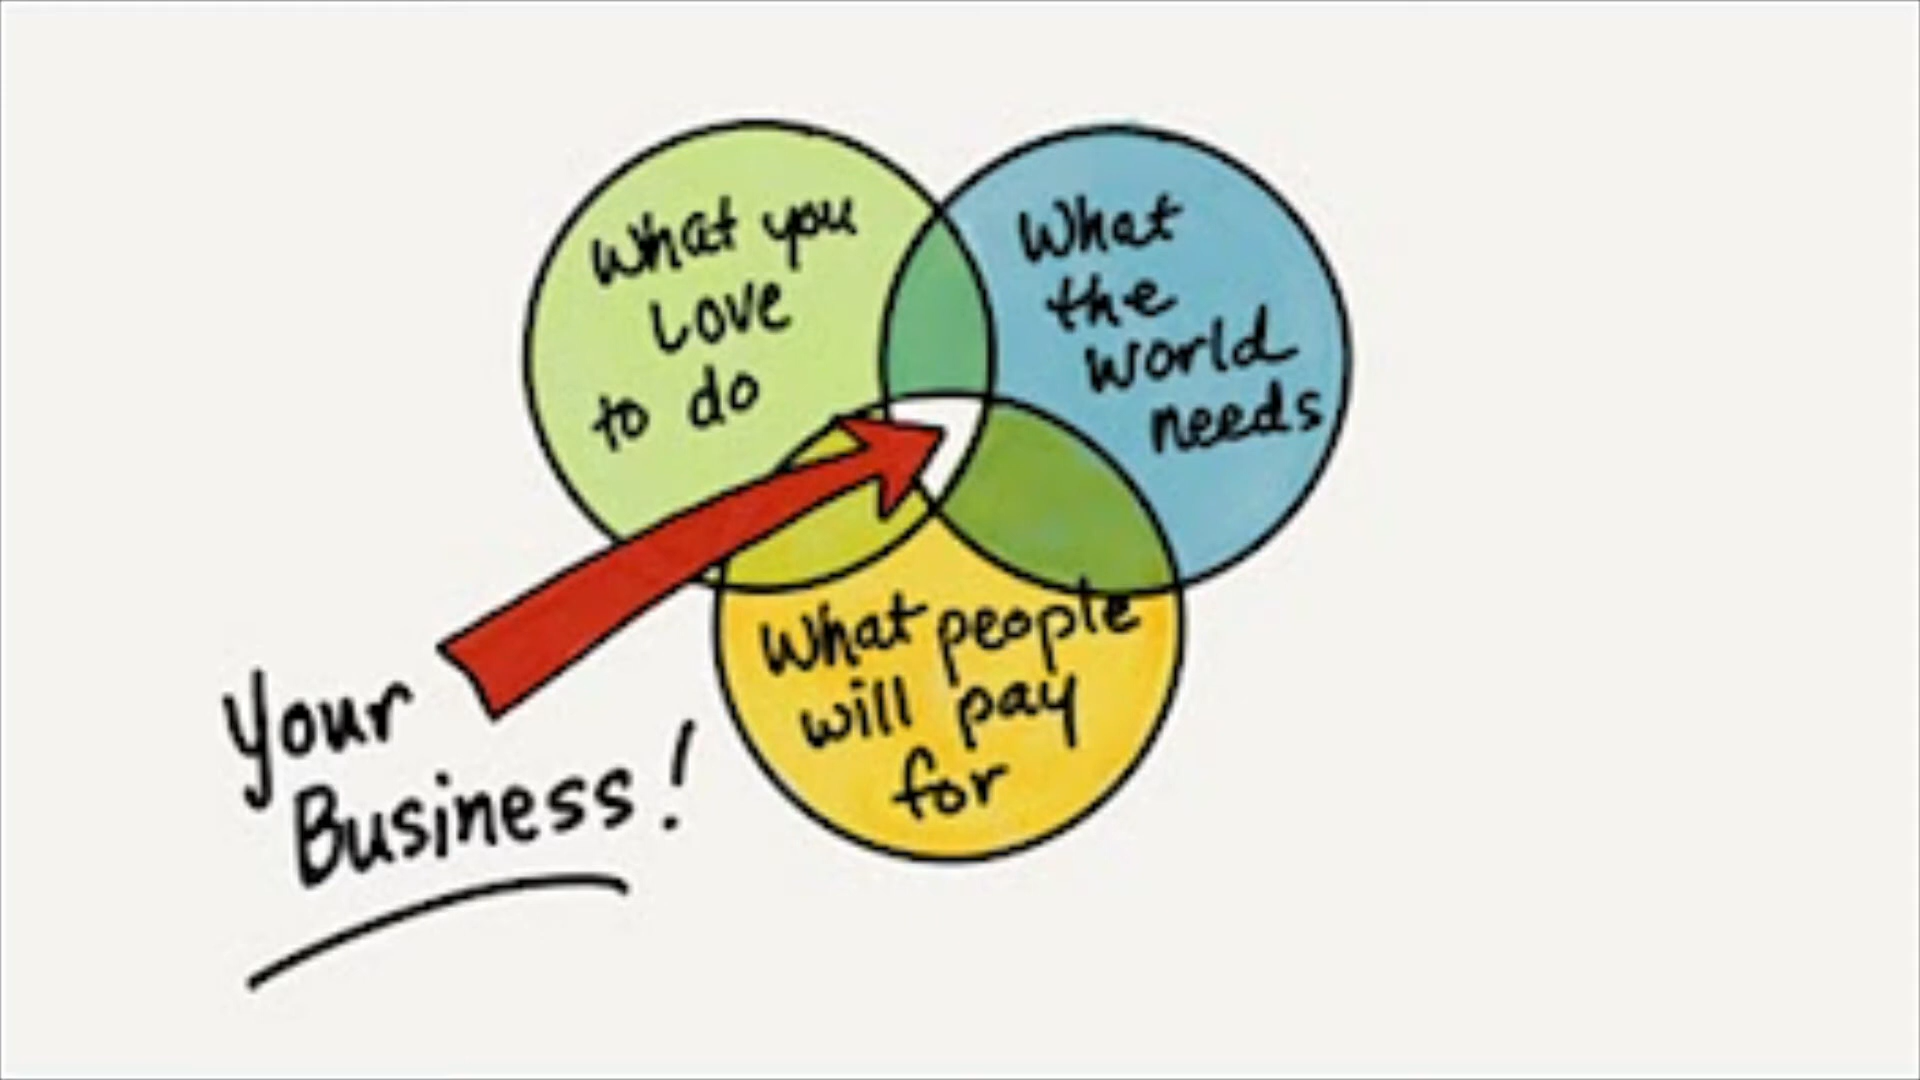 What you
Love
to do
What
the
world
needs
What people
will pay
for
Your
Business!